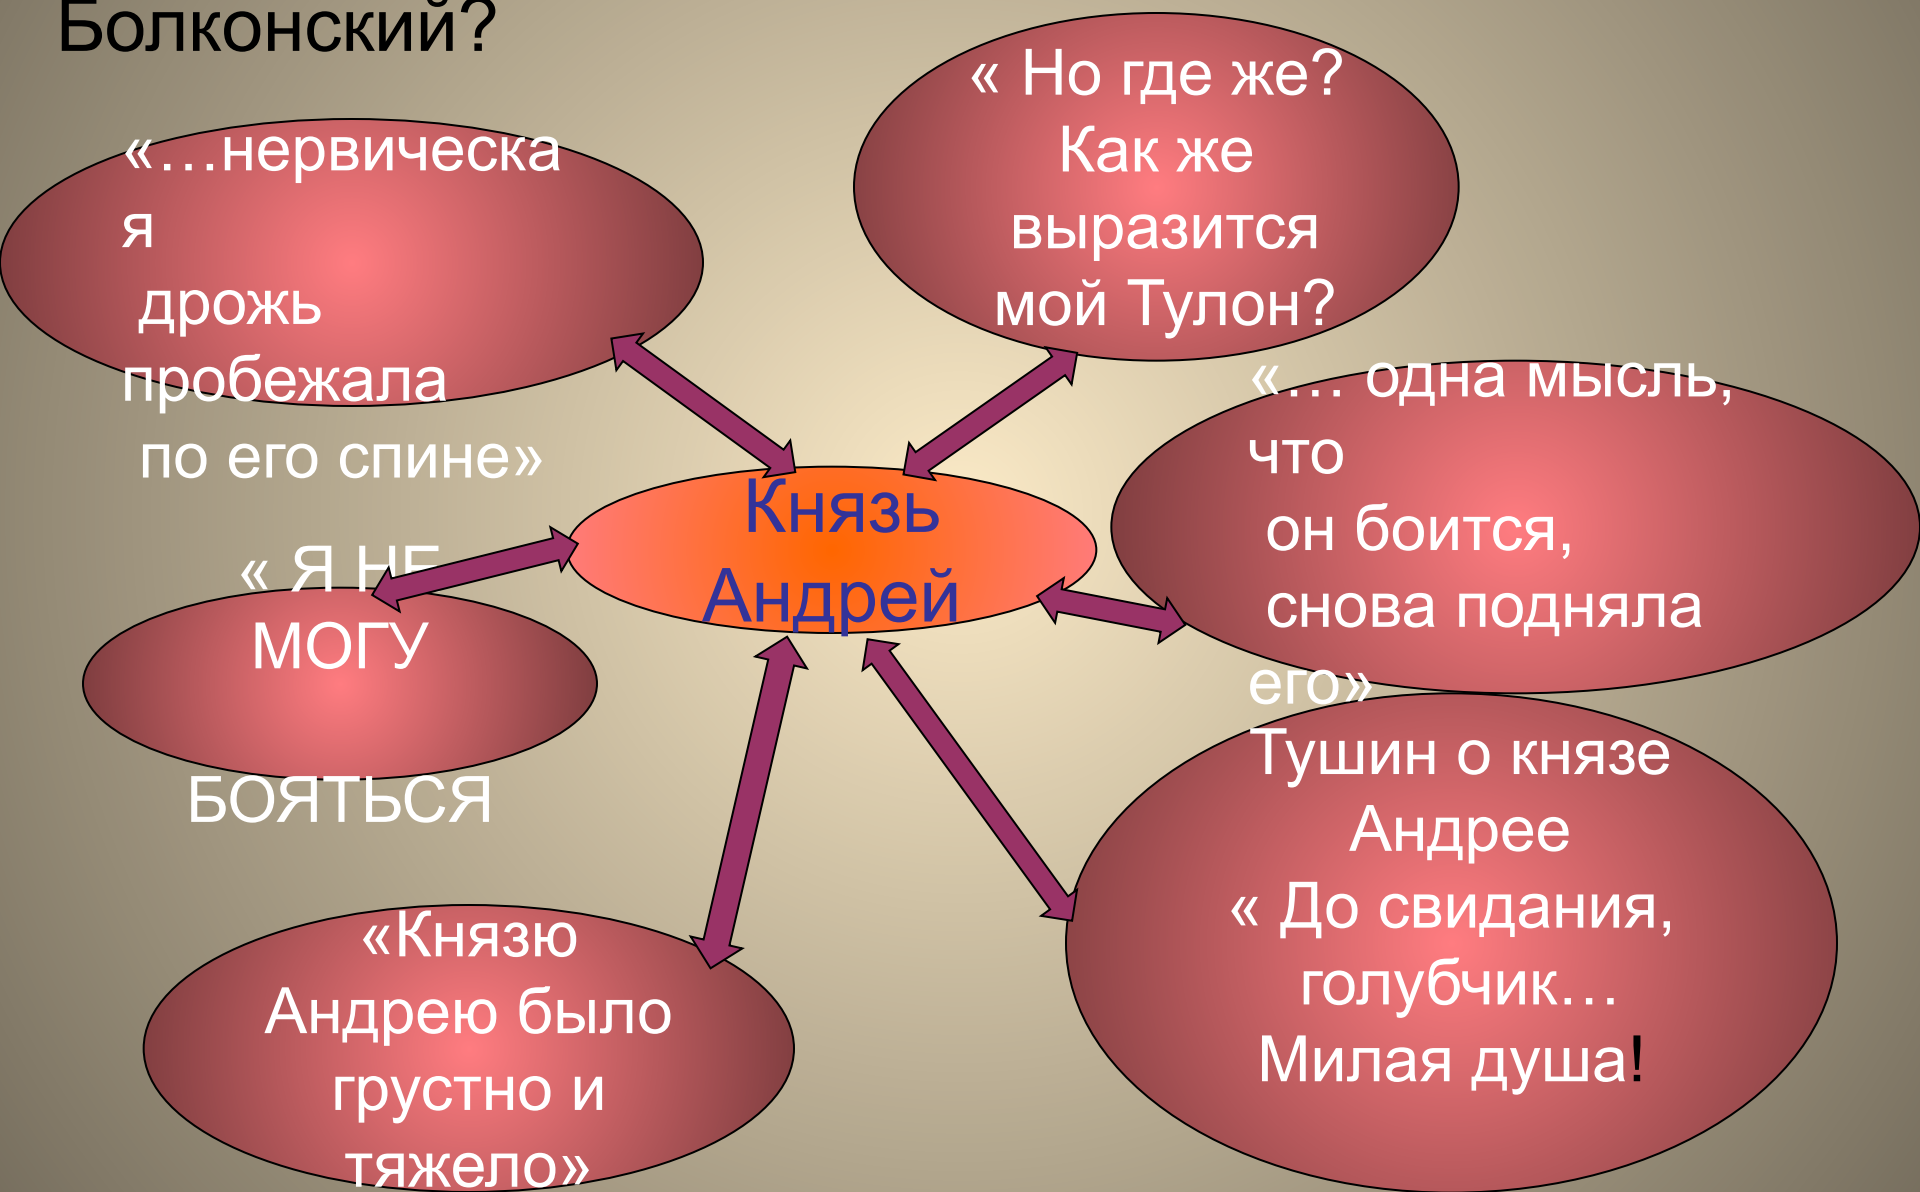 Болконский?
«…нервическа
я
дрожь
пробежала
по его спине»
« Но где же?
Как же
выразится
мой Тулон?
«… одна мысль,
что
он боится,
снова подняла
его»
Князь
Андрей
« Я НЕ
МОГУ
БОЯТЬСЯ
«Князю
Андрею было
грустно и
тяжело»
Тушин о князе
Андрее
« До свидания,
голубчик…
Милая душа!